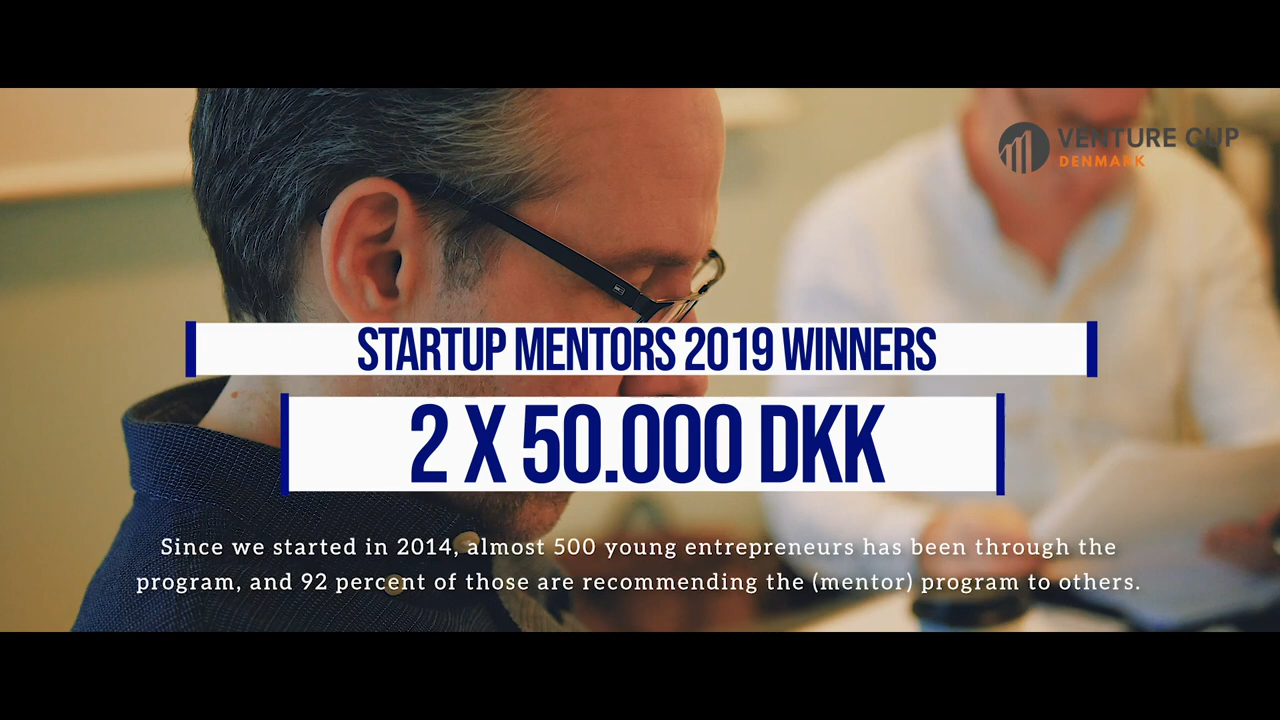 VENTURE CUP
DENMARK
STARTUP MENTORS 2019 WINNERS
2 X 50.000 DKK
Since we started in 2014, almost 500 young entrepreneurs has been through the
program, and 92 percent of those are recommending the (mentor) program to others.